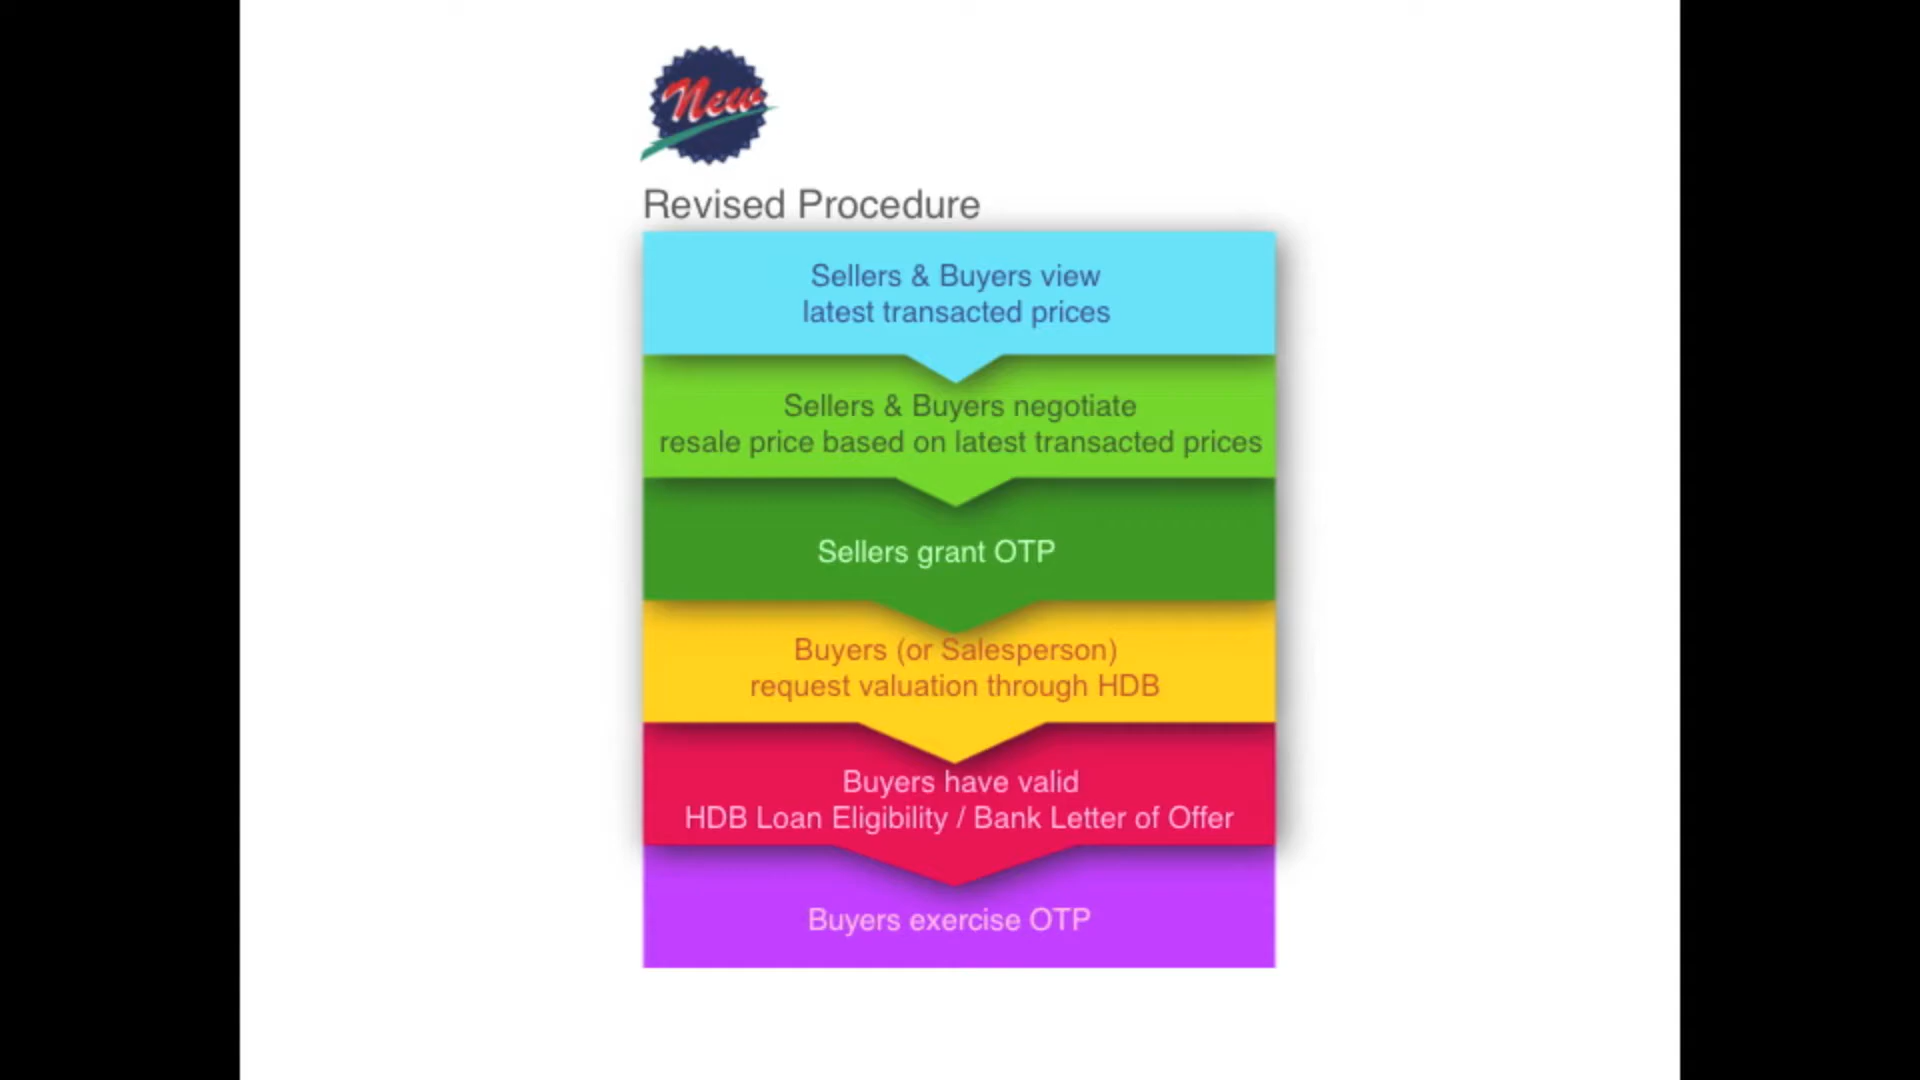 New
Revised Procedure
Sellers & Buyers view
latest transacted prices
Sellers & Buyers negotiate
resale price based on latest transacted prices
Sellers grant OTP
Buyers (or Salesperson)
request valuation through HDB
Buyers have valid
HDB Loan Eligibility / Bank Letter of Offer
Buyers exercise OTP